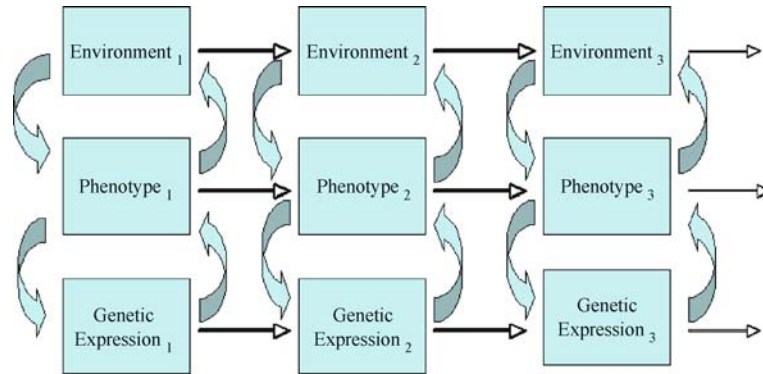 Environment 1
Environment 2
Environment 3
Phenotype 1
Phenotype 2
Phenotype 3
Genetic
Expression 1
Genetic
Expression 2
Genetic
Expression 3